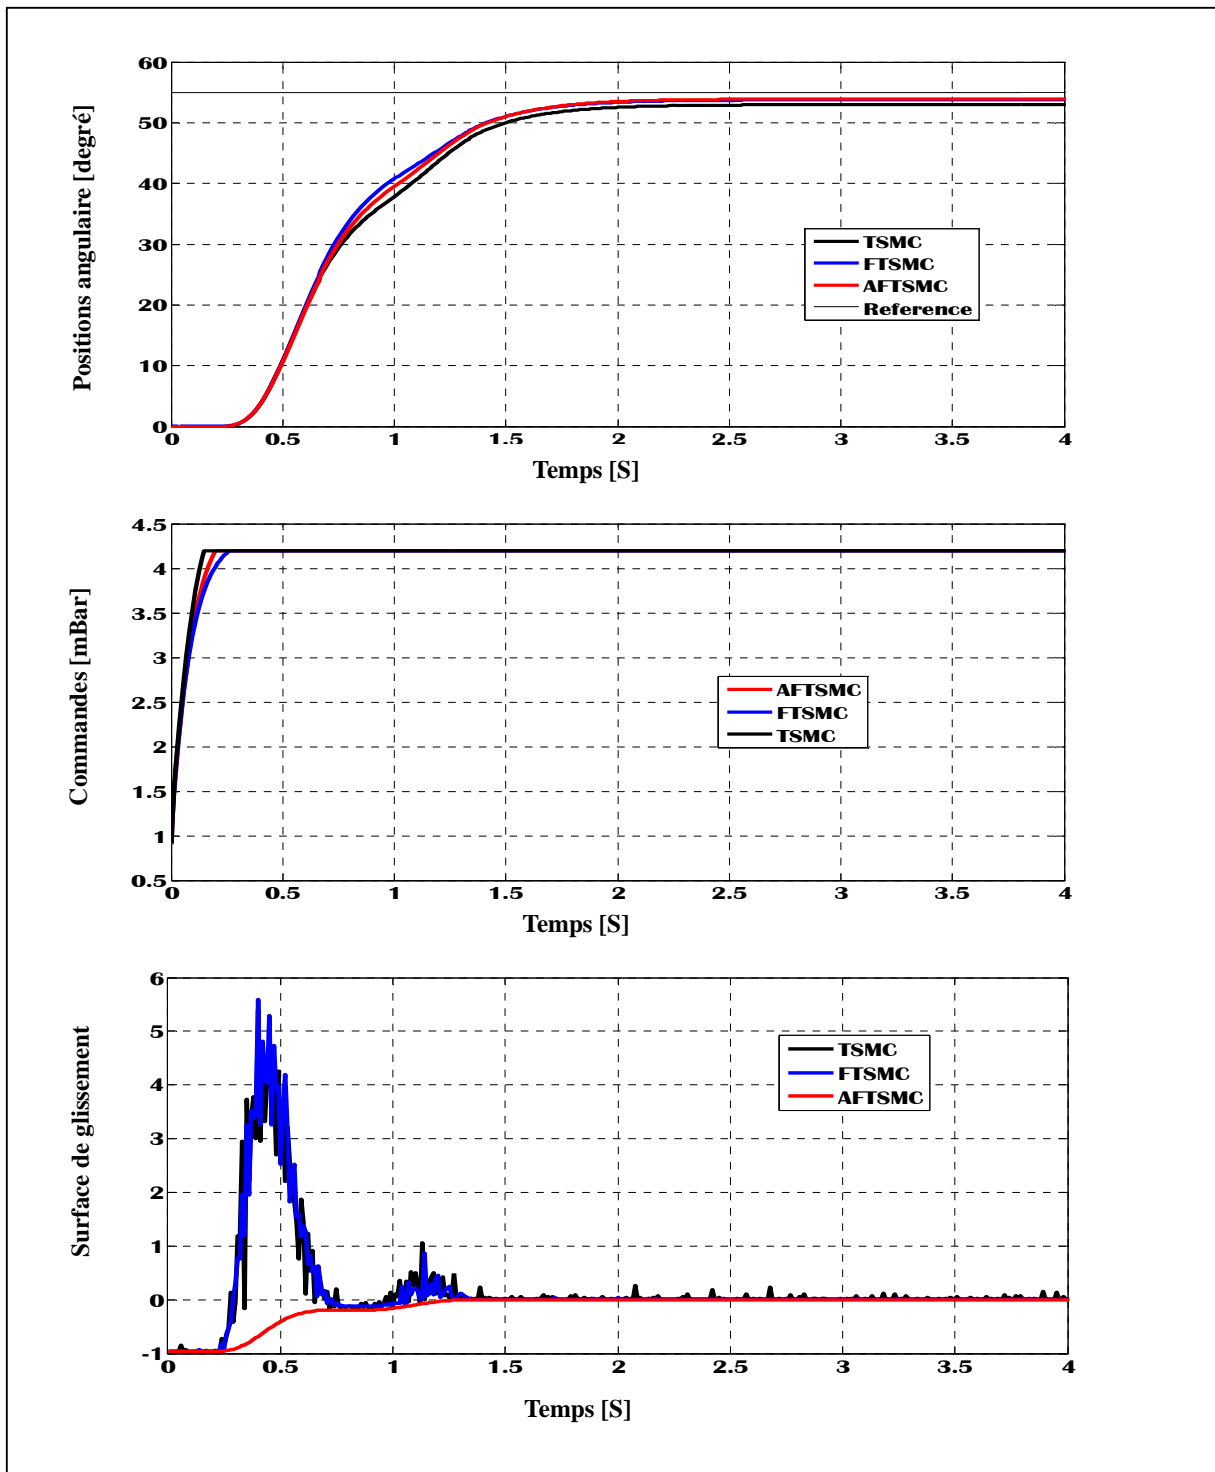 60
50
40
30
20
10
0
Positions angulaire [degré]
TSMC
FTSMC
AFTSMC
Reference
0 0.5 1 1.5 2 2.5 3 3.5 4
Temps [S]
4.5
4
3.5
3
2.5
2
1.5
1
0.5
Commandes [mBar]
AFTSMC
FTSMC
TSMC
0 0.5 1 1.5 2 2.5 3 3.5 4
Temps [S]
6
5
4
3
2
1
0
-1
Surface de glissement
TSMC
FTSMC
AFTSMC
0 0.5 1 1.5 2 2.5 3 3.5 4
Temps [S]